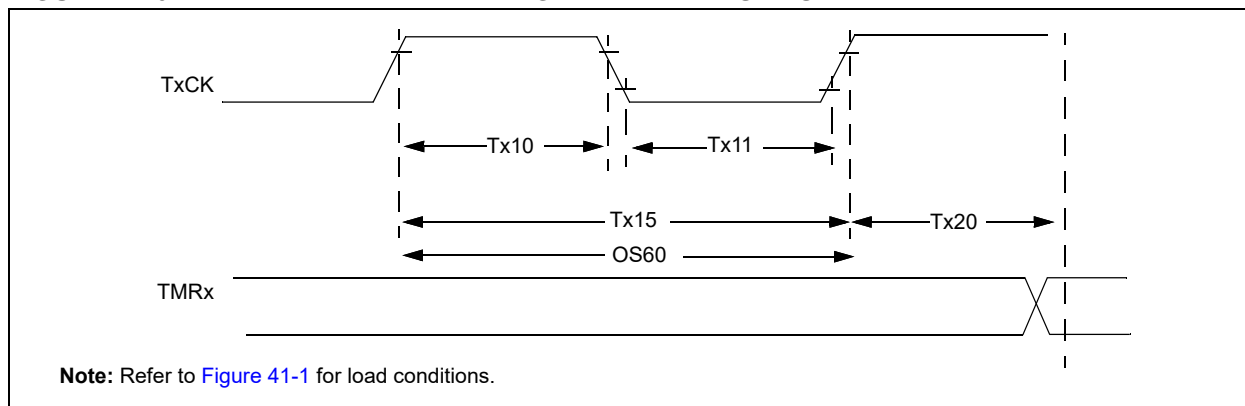 TxCK
Tx10 Tx11
Tx15 Tx20
OS60
TMRx
Note: Refer to Figure 41-1 for load conditions.